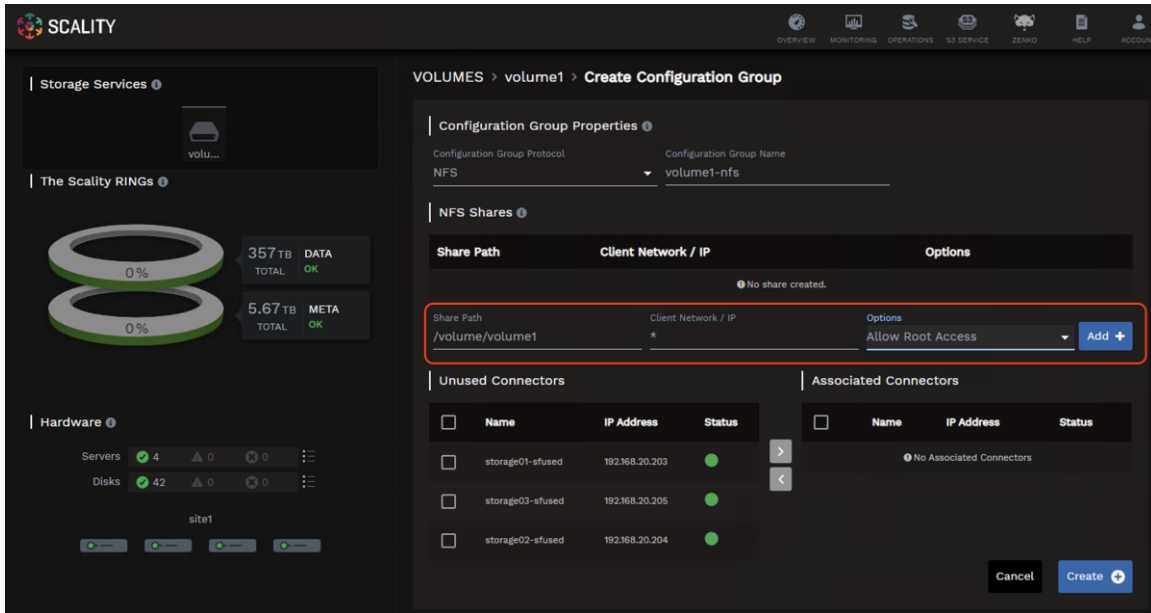 SCALITY
OVERVIEW MONITORING OPERATIONS S3 SERVICE ZENKO HELP ACCOUN
Storage Services
volu...
The Scality RINGs
357 TB DATA
TOTAL OK
0%
5.67 TB META
TOTAL OK
0%
Hardware
Servers 4 0 0
Disks 42 0 0
site1
VOLUMES > volume1 > Create Configuration Group
Configuration Group Properties
Configuration Group Protocol Configuration Group Name
NFS volume1-nfs
NFS Shares
Share Path Client Network / IP Options
No share created.
Share Path Client Network / IP Options
/volume/volume1 * Allow Root Access Add +
Unused Connectors Associated Connectors
Name IP Address Status Name IP Address Status
No Associated Connectors
storage01-sfused 192.168.20.203
storage03-sfused 192.168.20.205
storage02-sfused 192.168.20.204
Cancel Create